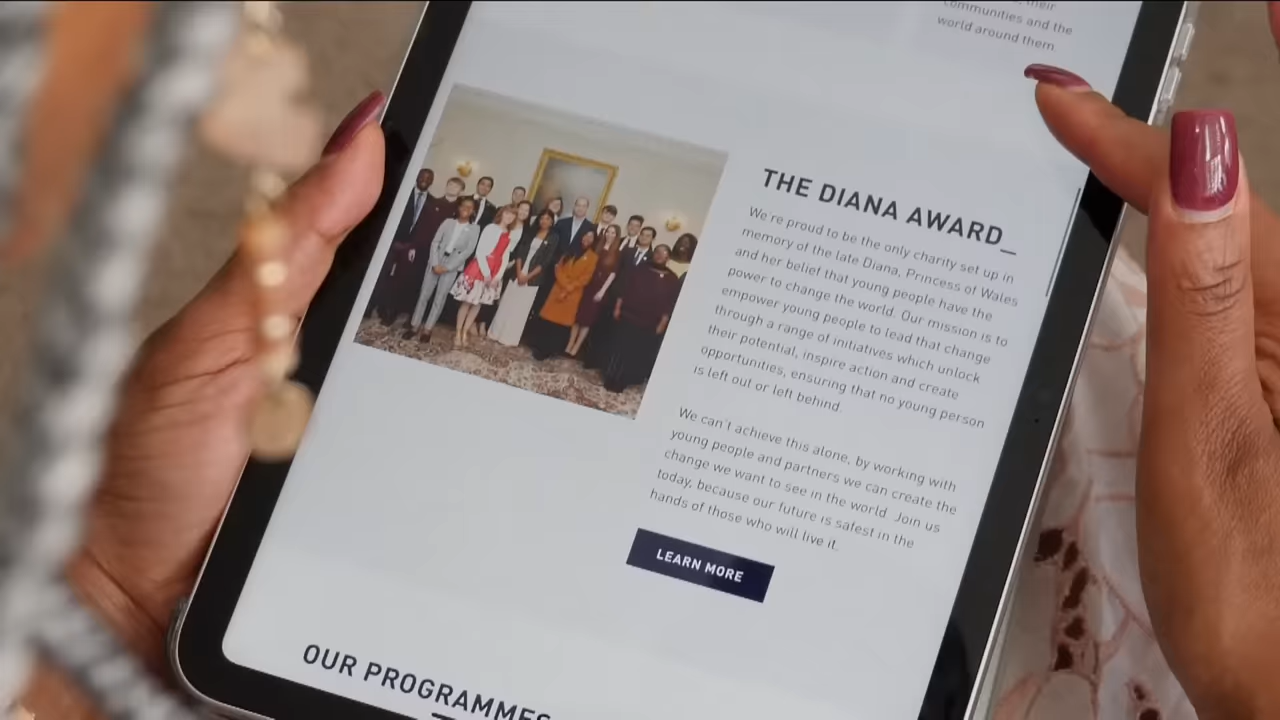 communities and the
world around them
THE DIANA AWARD_
We're proud to be the only charity set up in
memory of the late Diana, Princess of Wales
and her belief that young people have the
power to change the world. Our mission is to
empower young people to lead that change
through a range of initiatives which unlock
their potential, inspire action and create
opportunities, ensuring that no young person
is left out or left behind.
We can't achieve this alone, by working with
young people and partners we can create the
change we want to see in the world. Join us
today, because our future is safest in the
hands of those who will live it.
LEARN MORE
OUR PROGRAMMES